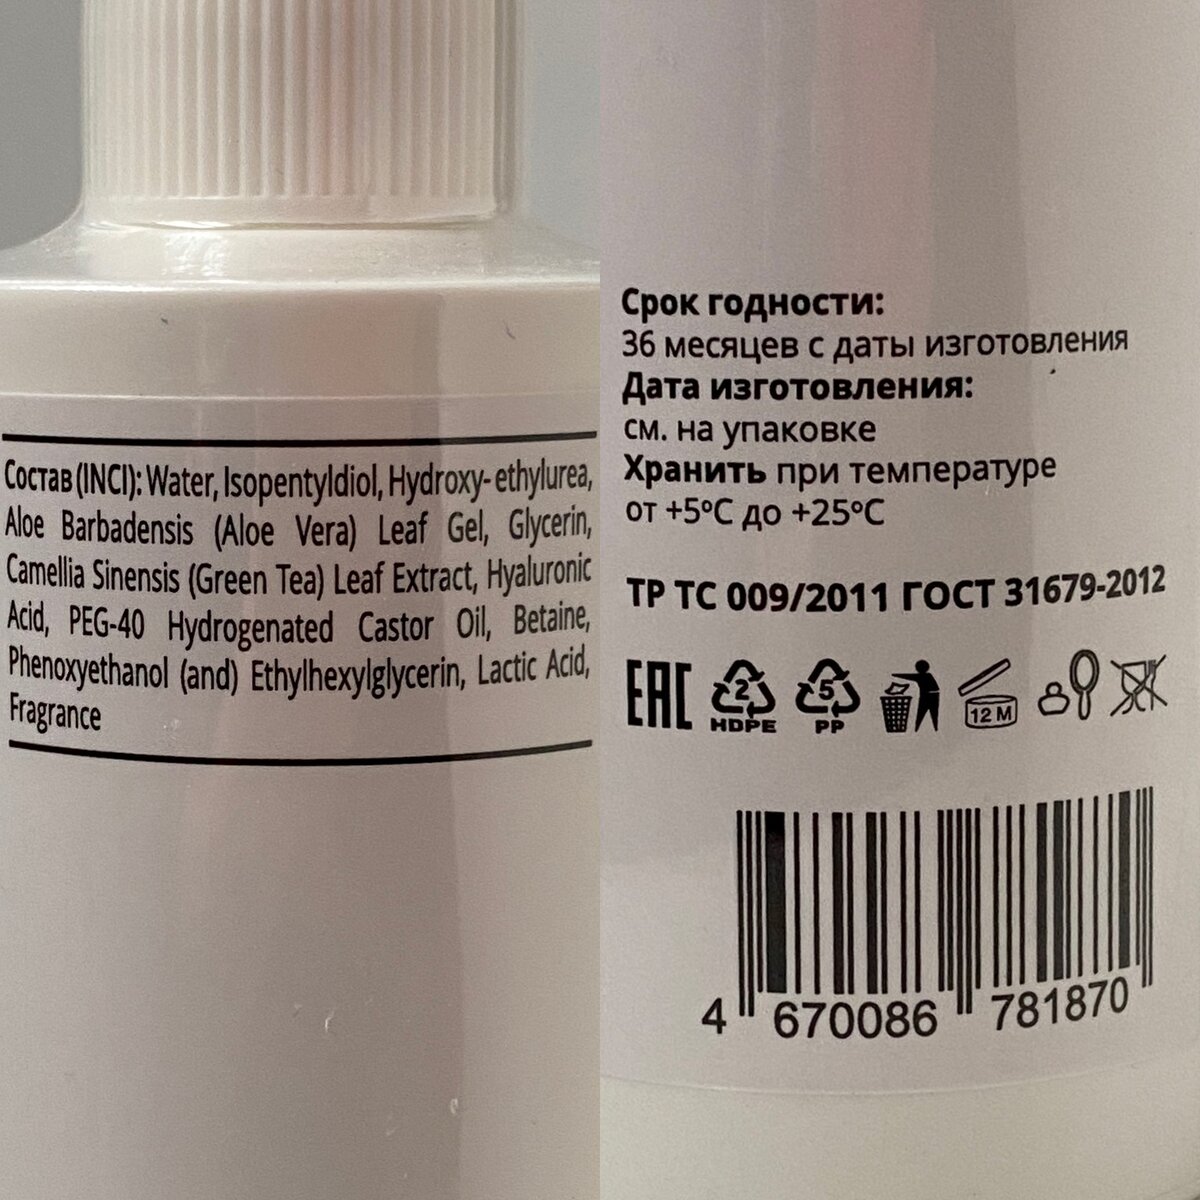 Состав (INCI): Water, Isopentyldiol, Hydroxy-ethylurea,
Aloe Barbadensis (Aloe Vera) Leaf Gel, Glycerin,
Camellia Sinensis (Green Tea) Leaf Extract, Hyaluronic
Acid, PEG-40 Hydrogenated Castor Oil, Betaine,
Phenoxyethanol (and) Ethylhexylglycerin, Lactic Acid,
Fragrance
Срок годности:
36 месяцев с даты изготовления
Дата изготовления:
см. на упаковке
Хранить при температуре
от +5ºC до +25ºC
ТР ТС 009/2011 ГОСТ 31679-2012
EAC 2 5 12 M
HDPE PP
4 670086 781870